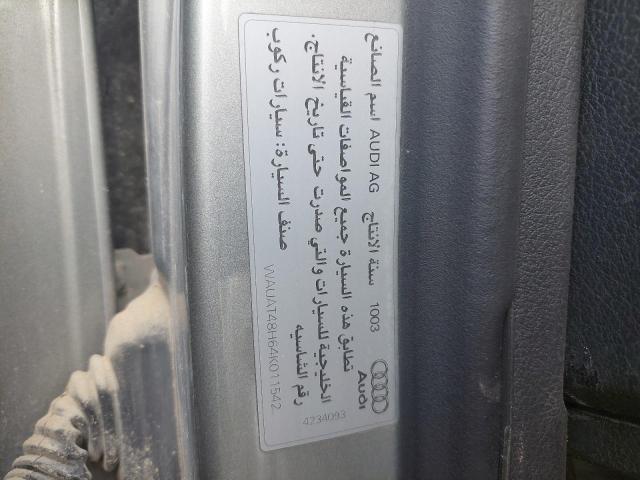 اسم الصانع AUDI AG سنة الانتاج 1003
Audi
تطابق هذه السيارة جميع المواصفات القياسية
الخليجية للسيارات والتي صدرت حتى تاريخ الانتاج.
رقم الشاسيه WAUAT48H64K011542 صنف السيارة: سيارات ركوب
4234093